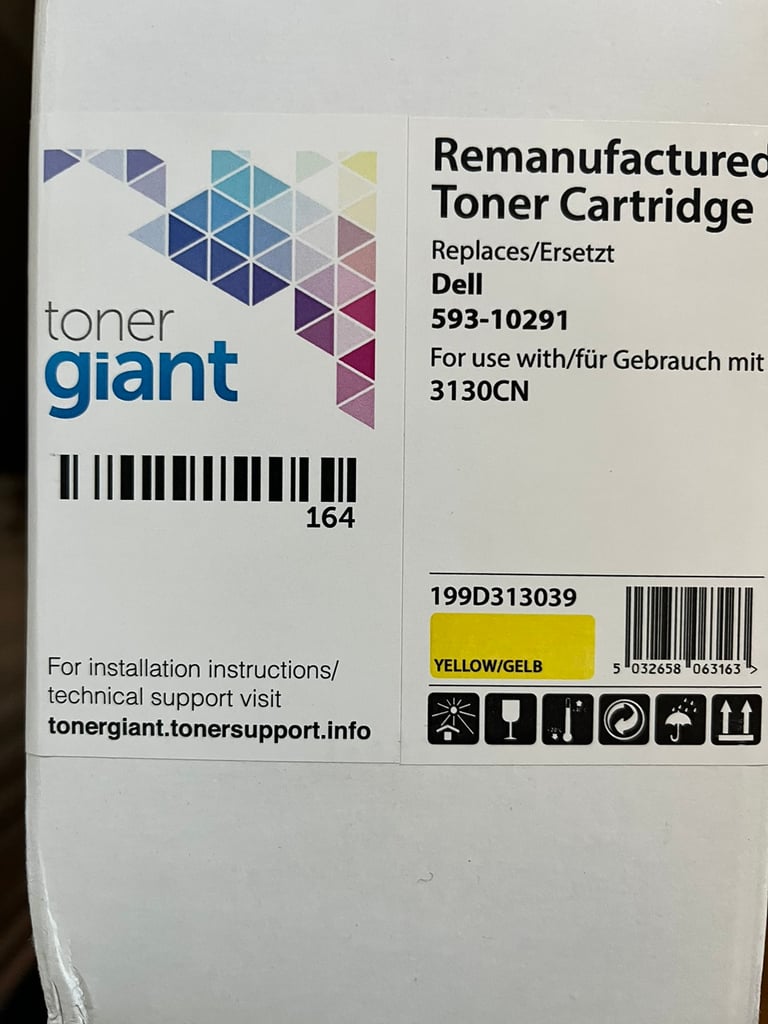 toner
giant
164
For installation instructions/
technical support visit
tonergiant.tonersupport.info
Remanufactured
Toner Cartridge
Replaces/Ersetzt
Dell
593-10291
For use with/für Gebrauch mit
3130CN
199D313039
YELLOW/GELB
5 032658 063163 >